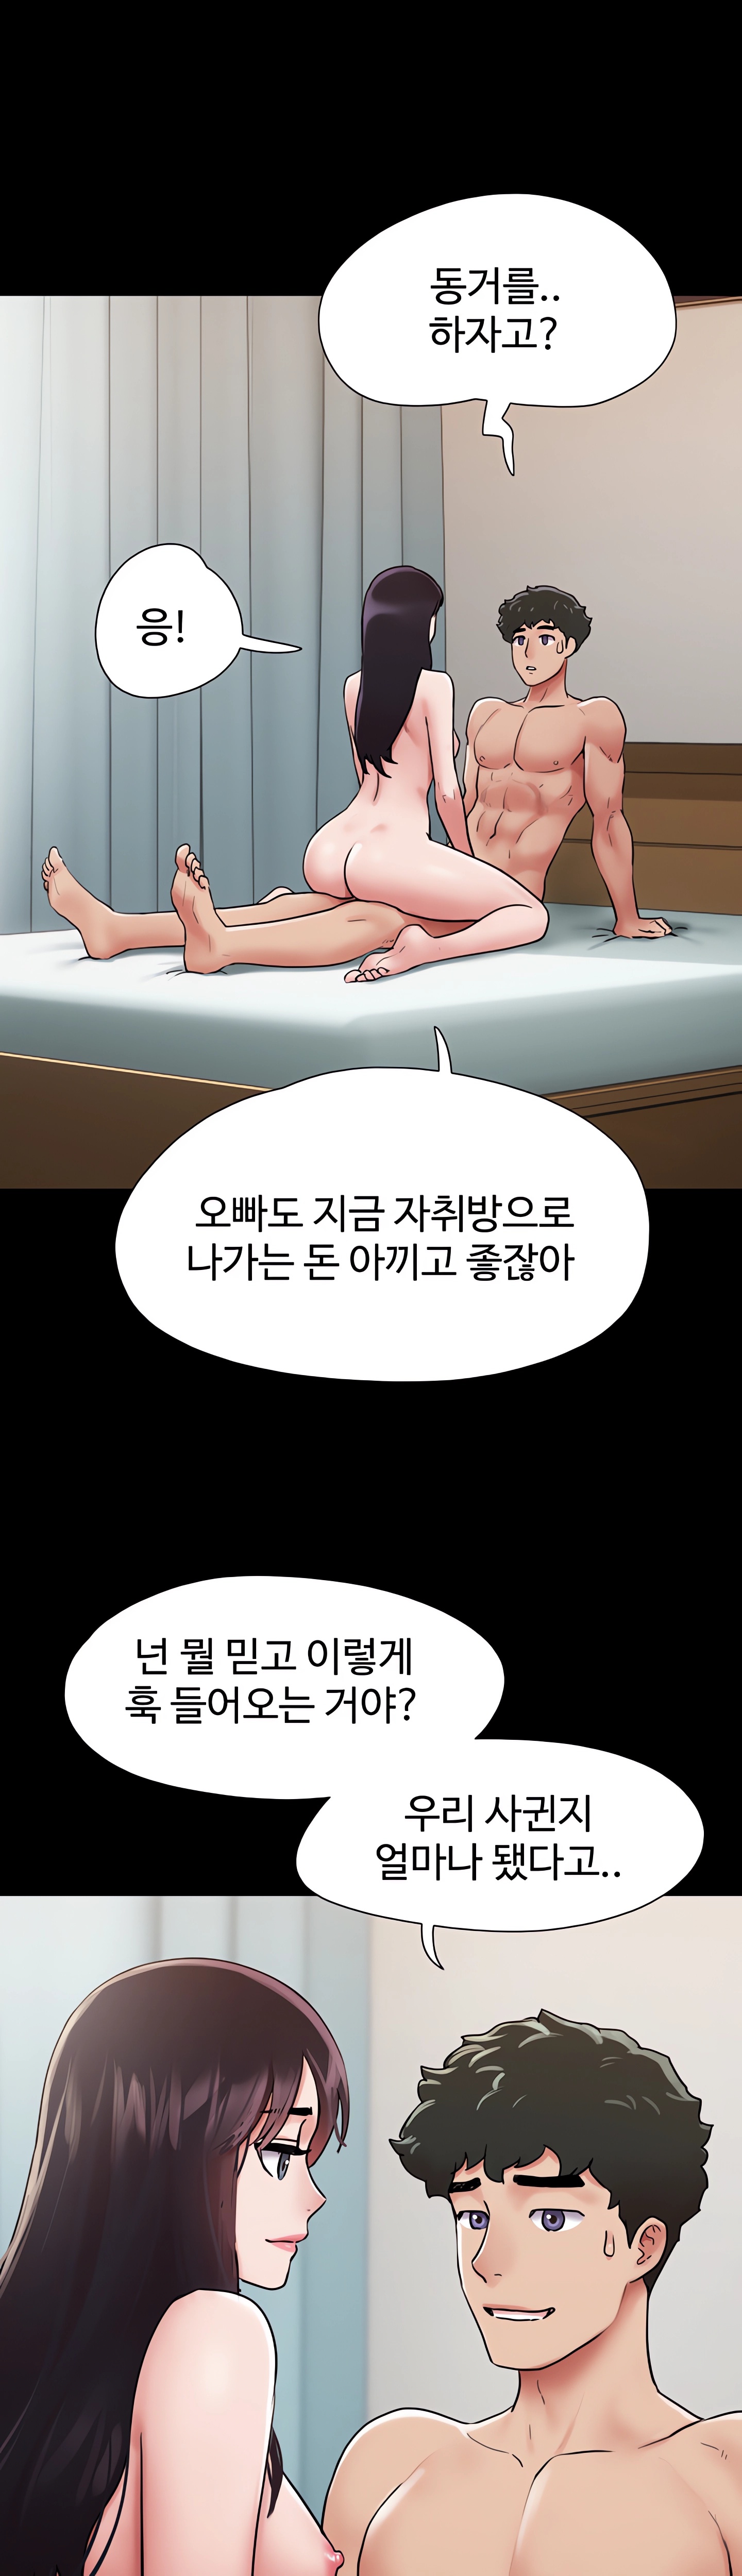 동거를..
하자고?
응!
오빠도 지금 자취방으로
나가는 돈 아끼고 좋잖아
넌 뭘 믿고 이렇게
훅 들어오는 거야?
우리 사귄지
얼마나 됐다고..